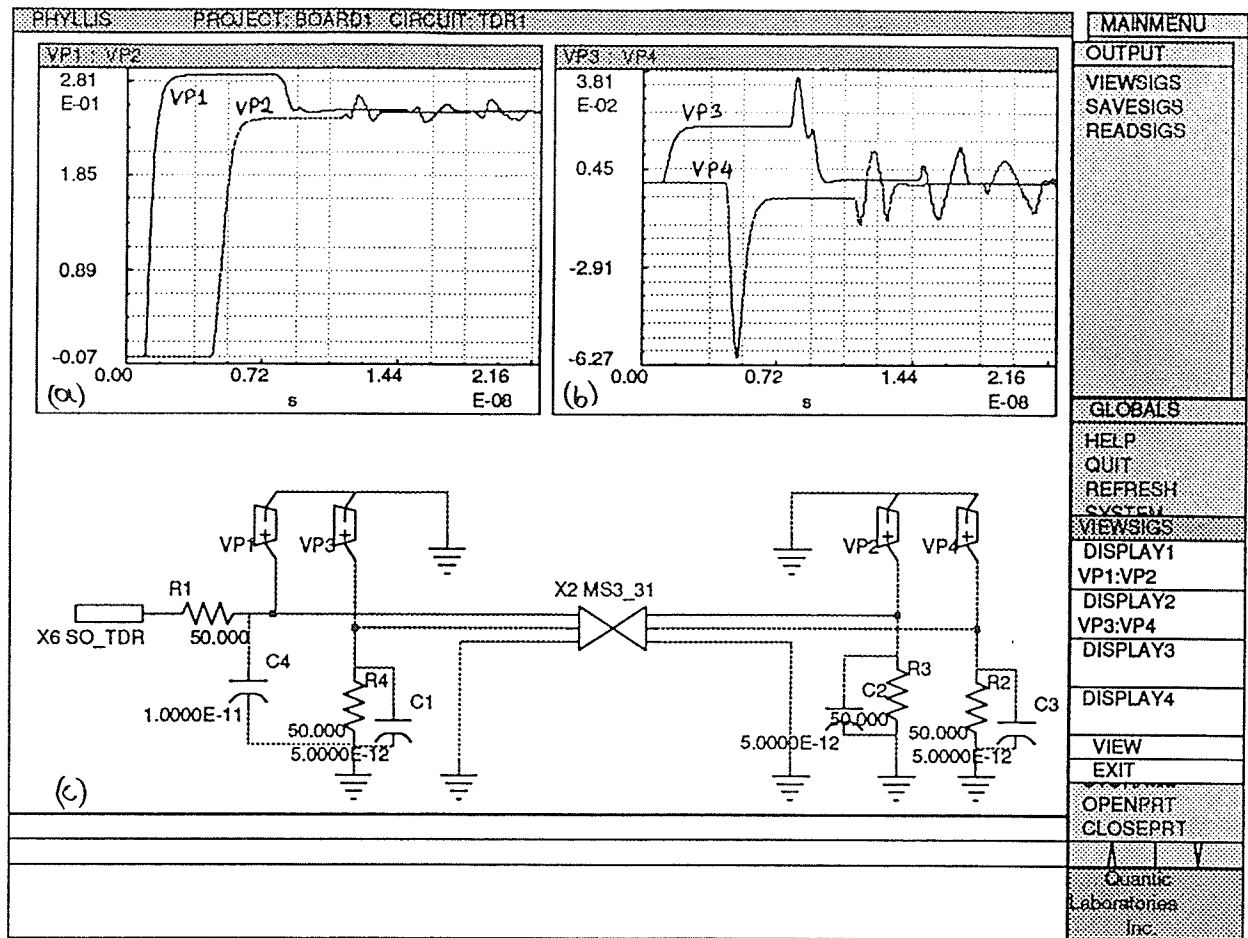 PHYLLIS PROJECT: BOARD1 CIRCUIT: TDR1
VP1 : VP2
2.81
E-01
1.85
0.89
-0.07
0.00 0.72 1.44 2.16
s E-08
VP1
VP2
(a)
VP3 : VP4
3.81
E-02
0.45
-2.91
-6.27
0.00 0.72 1.44 2.16
s E-08
VP3
VP4
(b)
VP1 VP3
VP2 VP4
X6 SO_TDR
R1
50.000
C4
1.0000E-11
R4
50.000
C1
5.0000E-12
X2 MS3_31
C2
5.0000E-12
R3
50.000
R2
50.000
C3
5.0000E-12
(c)
MAINMENU
OUTPUT
VIEWSIGS
SAVESIGS
READSIGS
GLOBALS
HELP
QUIT
REFRESH
SYSTEM
VIEWSIGS
DISPLAY1
VP1:VP2
DISPLAY2
VP3:VP4
DISPLAY3
DISPLAY4
VIEW
EXIT
OPENPRT
CLOSEPRT
Quantic
Laboratories
Inc.